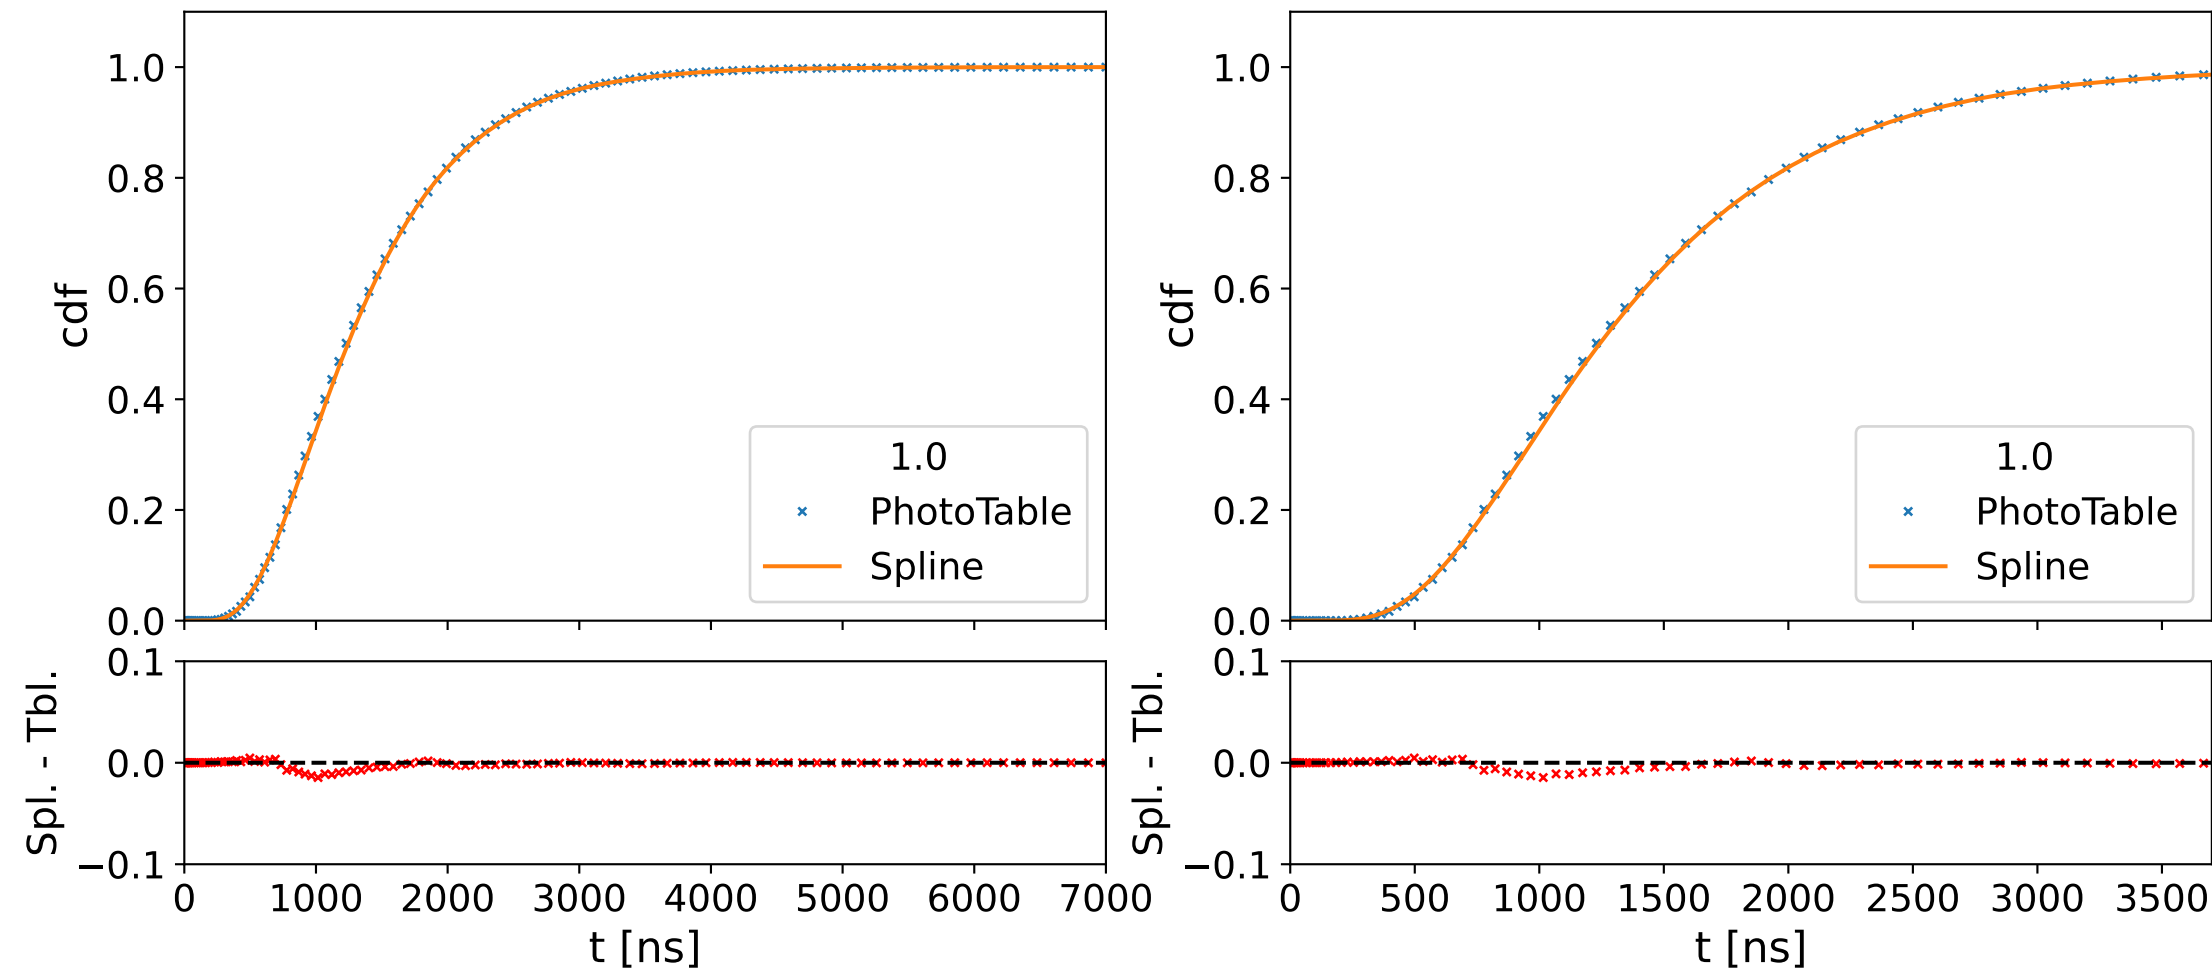 1.0
0.8
0.6
0.4
0.2
0.0
cdf
1.0
PhotoTable
Spline
0.1
0.0
−0.1
Spl. - Tbl.
0 1000 2000 3000 4000 5000 6000 7000
t [ns]
1.0
0.8
0.6
0.4
0.2
0.0
cdf
1.0
PhotoTable
Spline
0.1
0.0
−0.1
Spl. - Tbl.
0 500 1000 1500 2000 2500 3000 3500
t [ns]